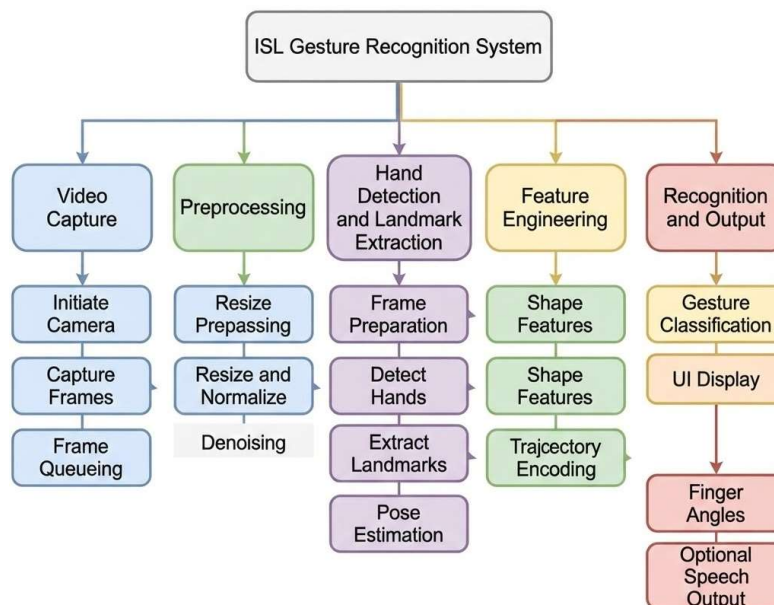 ISL Gesture Recognition System
Video
Capture
Preprocessing
Hand
Detection
and Landmark
Extraction
Feature
Engineering
Recognition
and Output
Initiate
Camera
Capture
Frames
Frame
Queueing
Resize
Prepassing
Resize and
Normalize
Denoising
Frame
Preparation
Detect
Hands
Extract
Landmarks
Pose
Estimation
Shape
Features
Shape
Features
Trajcectory
Encoding
Gesture
Classification
UI Display
Finger
Angles
Optional
Speech
Output